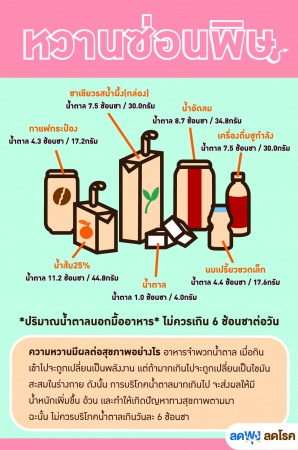 หวานซ่อนพิษ
ชาเขียวรสน้ำผึ้ง(กล่อง)
น้ำตาล 7.5 ช้อนชา / 30.0กรัม
น้ำอัดลม
น้ำตาล 8.7 ช้อนชา / 34.8กรัม
กาแฟกระป๋อง
น้ำตาล 4.3 ช้อนชา / 17.2กรัม
เครื่องดื่มชูกำลัง
น้ำตาล 7.5 ช้อนชา / 30.0กรัม
น้ำส้ม25%
น้ำตาล 11.2 ช้อนชา / 44.8กรัม
น้ำตาล
น้ำตาล 1.0 ช้อนชา / 4.0กรัม
นมเปรี้ยวขวดเล็ก
น้ำตาล 4.4 ช้อนชา / 17.6กรัม
*ปริมาณน้ำตาลนอกมื้ออาหาร* ไม่ควรเกิน 6 ช้อนชาต่อวัน
ความหวานมีผลต่อสุขภาพอย่างไร อาหารจำพวกน้ำตาล เมื่อกิน
เข้าไปจะถูกเปลี่ยนเป็นพลังงาน แต่ถ้ามากเกินไปจะถูกเปลี่ยนเป็นไขมัน
สะสมในร่างกาย ดังนั้น การบริโภคน้ำตาลมากเกินไป จะส่งผลให้มี
น้ำหนักเพิ่มขึ้น อ้วน และทำให้เกิดปัญหาทางสุขภาพตามมา
ฉะนั้น ไม่ควรบริโภคน้ำตาลเกินวันละ 6 ช้อนชา
ลดพุง ลดโรค